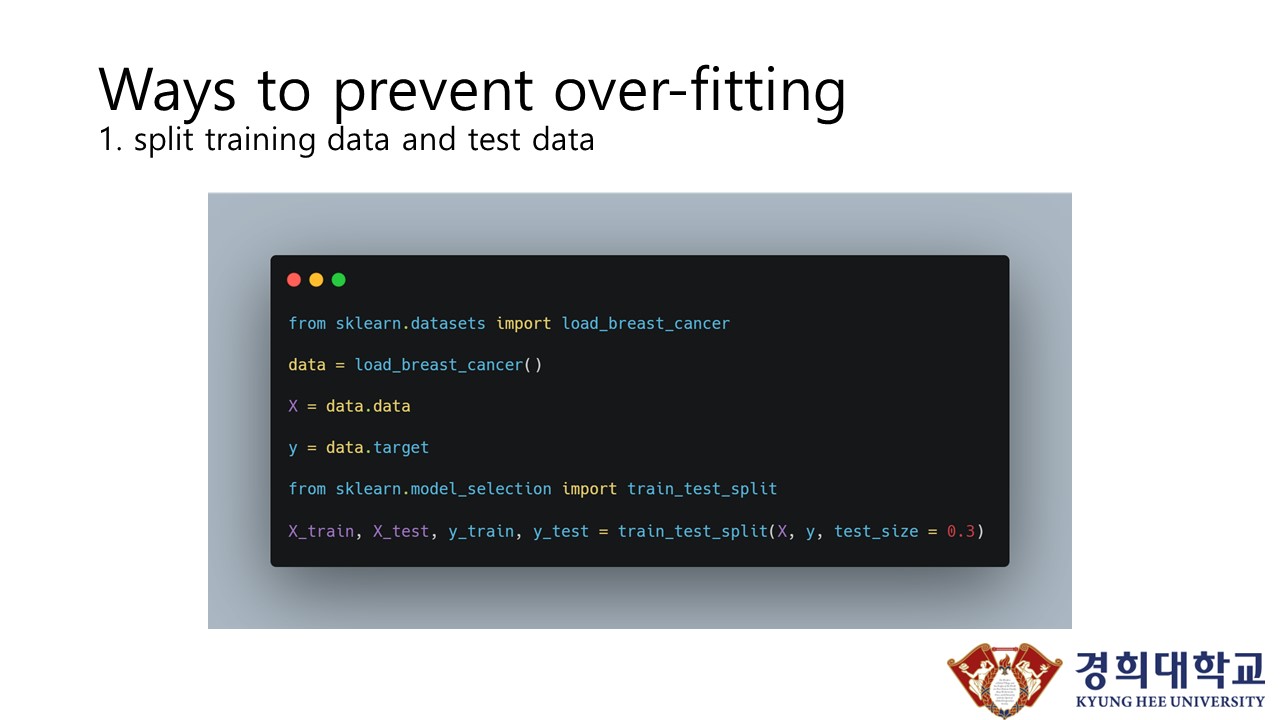 Ways to prevent over-fitting
1. split training data and test data
from sklearn.datasets import load_breast_cancer
data = load_breast_cancer()
X = data.data
y = data.target
from sklearn.model_selection import train_test_split
X_train, X_test, y_train, y_test = train_test_split(X, y, test_size = 0.3)
경희대학교
KYUNG HEE UNIVERSITY